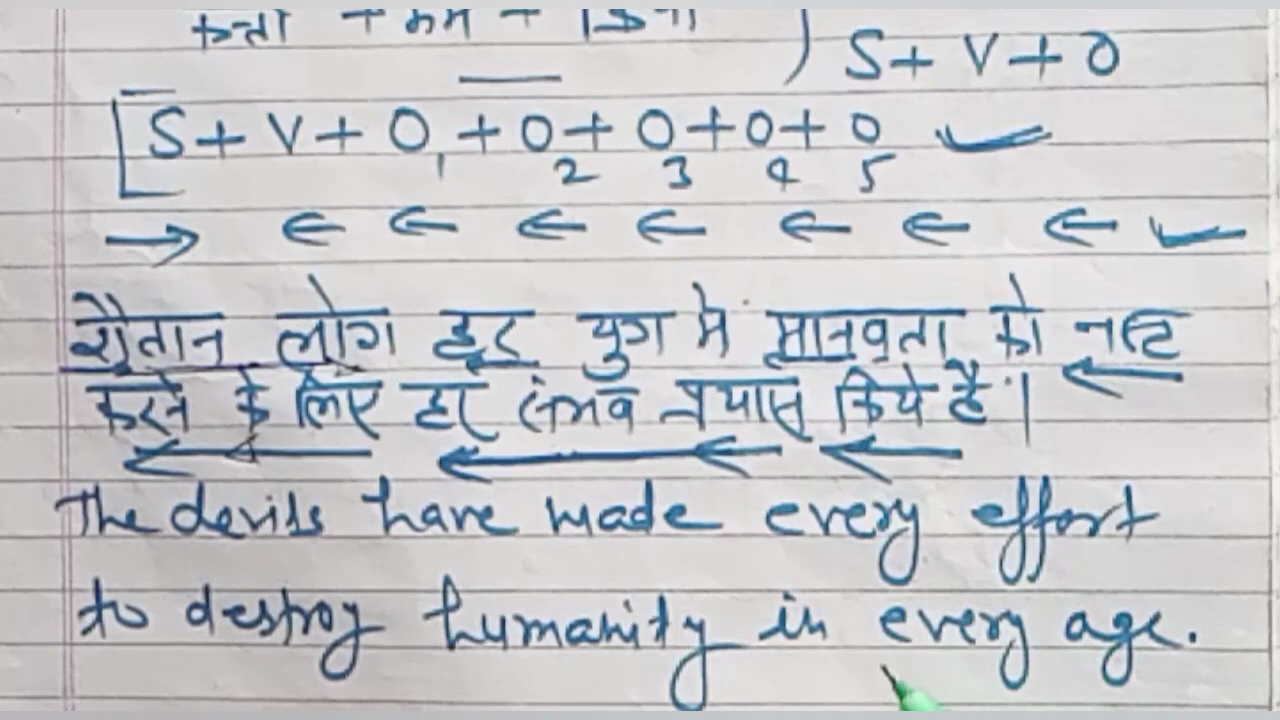 कर्ता + कर्म + क्रिया ) S + V + O
[ S + V + O1 + O2 + O3 + O4 + O5 ✓
→ ← ← ← ← ← ← ← ✓
शैतान लोग हर युग में मानवता को नष्ट
करने के लिए हर संभव प्रयास किये है।
The devils have made every effort
to destroy humanity in every age.